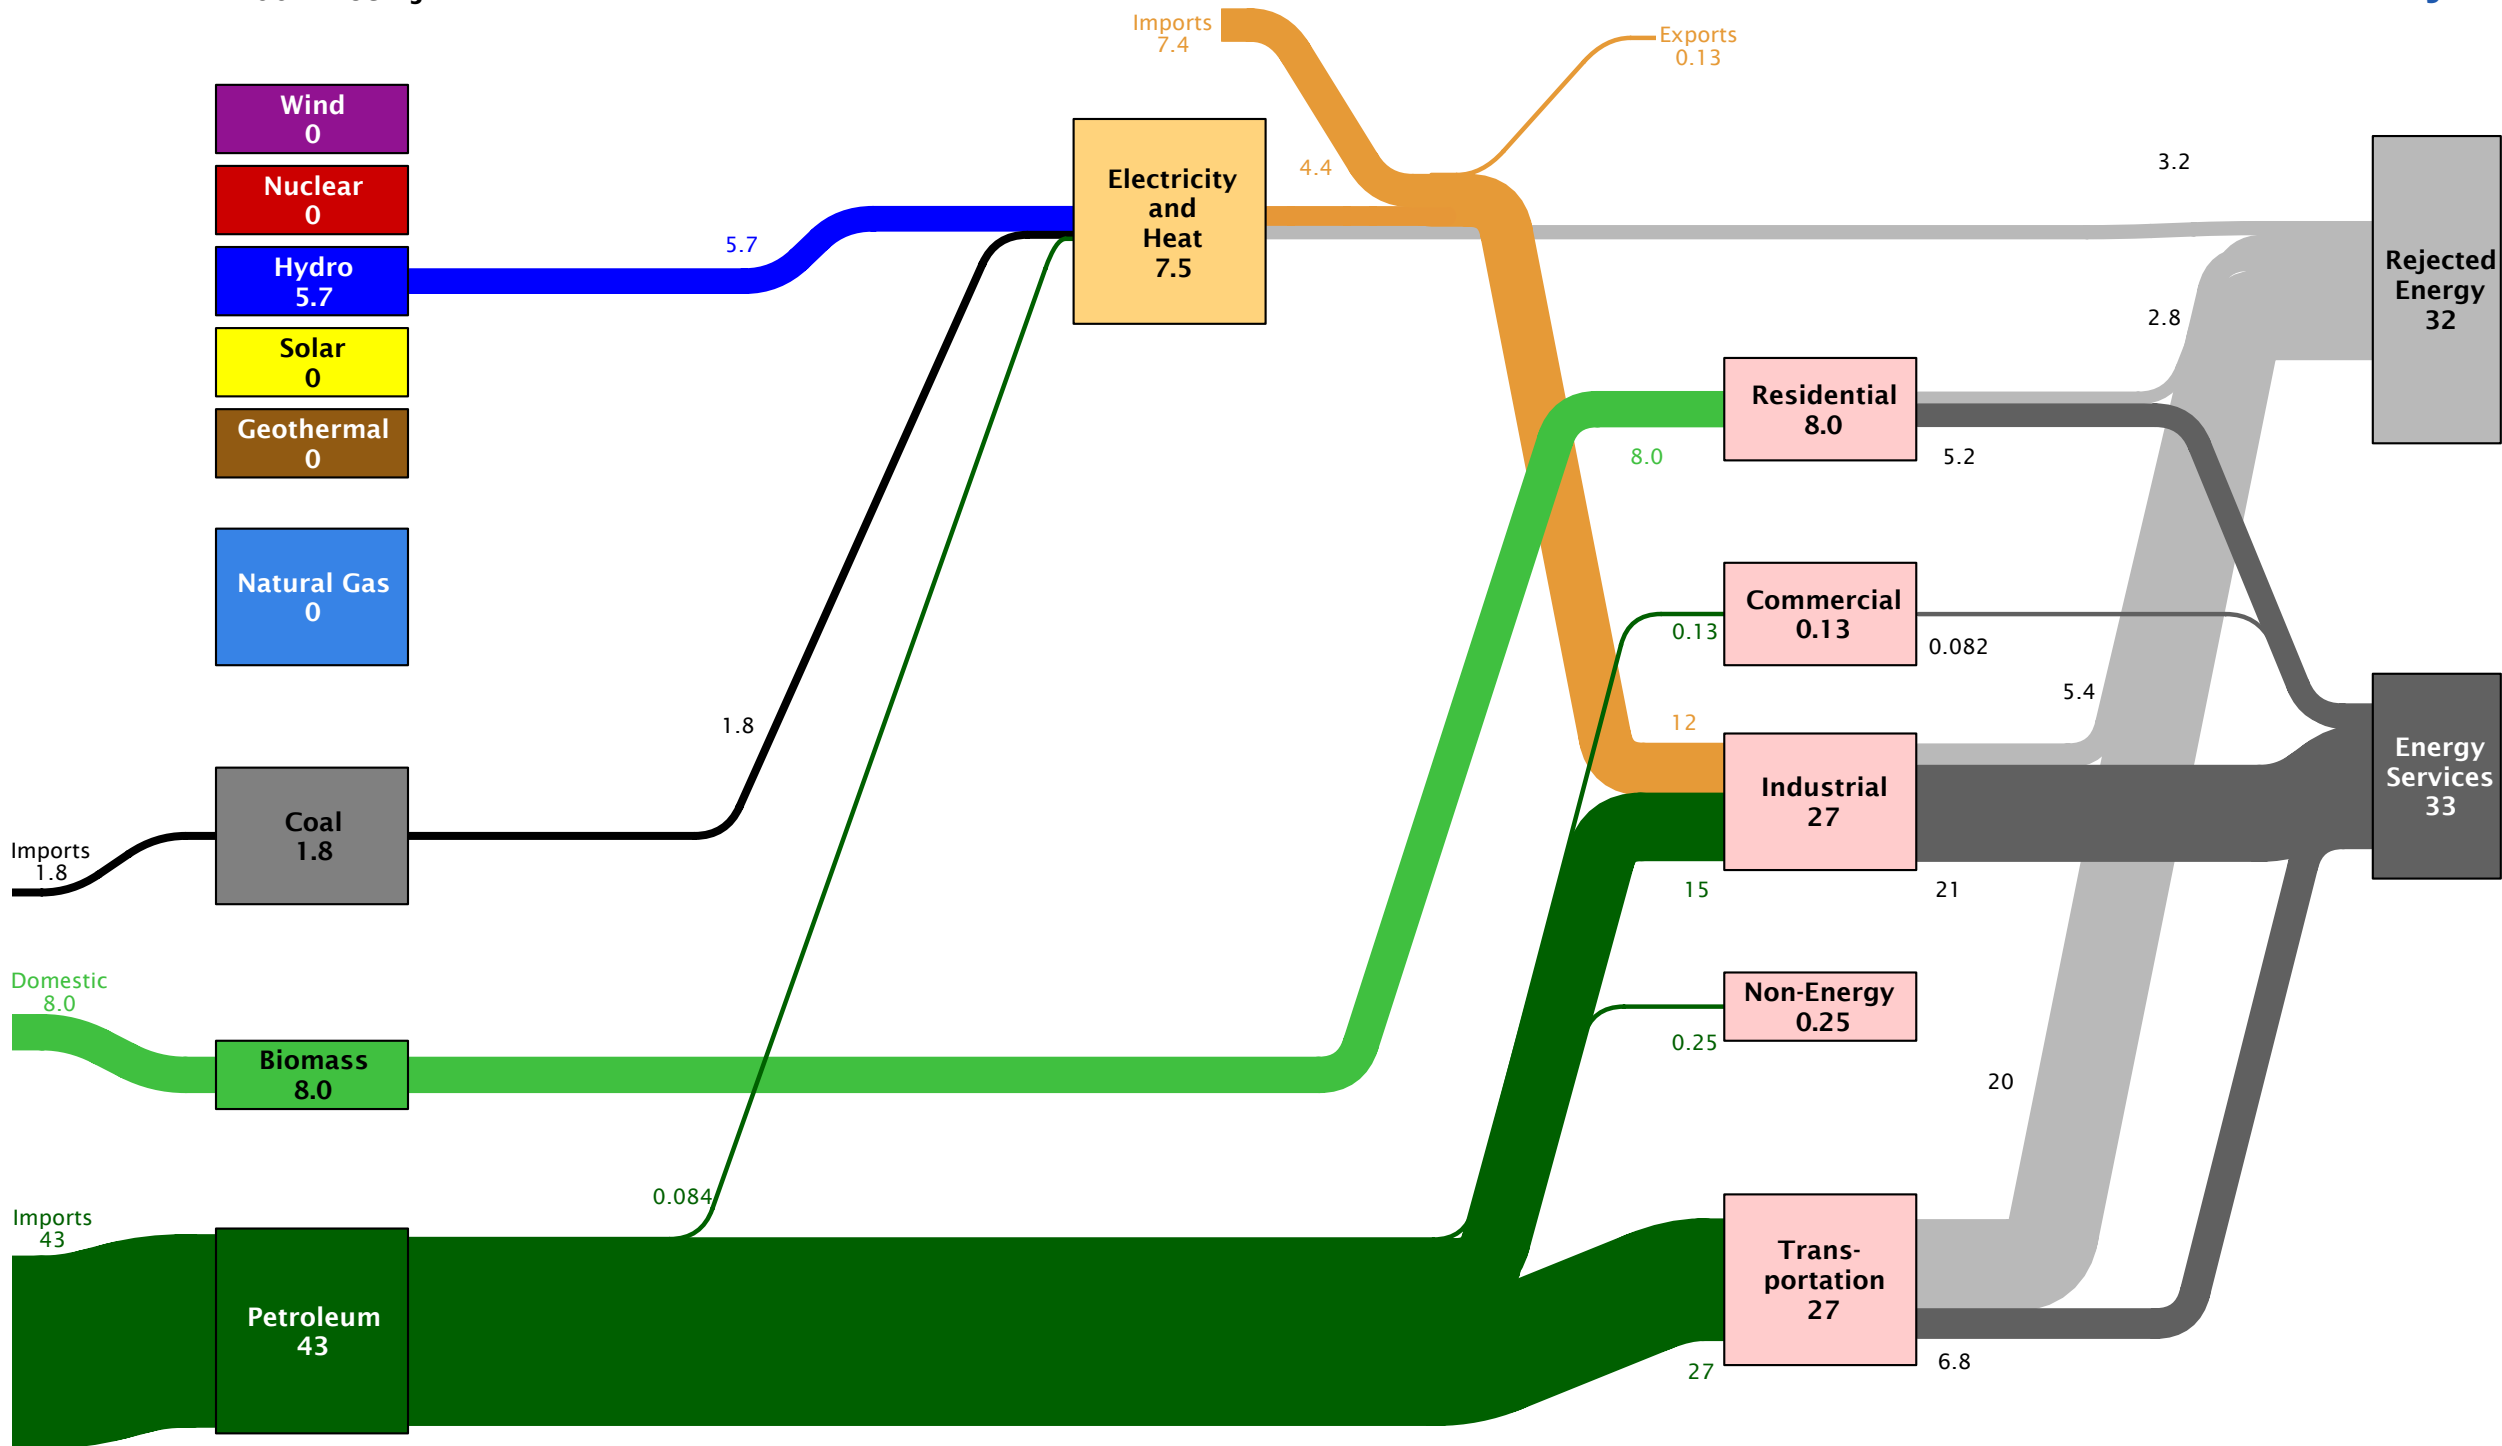 Imports
7.4
Exports
0.13
Wind
0
Nuclear
0
Hydro
5.7
Solar
0
Geothermal
0
Natural Gas
0
Coal
1.8
Imports
1.8
Domestic
8.0
Biomass
8.0
Imports
43
Petroleum
43
5.7
1.8
0.084
Electricity
and
Heat
7.5
4.4
8.0
0.13
12
15
0.25
27
Residential
8.0
Commercial
0.13
Industrial
27
Non-Energy
0.25
Trans-
portation
27
3.2
2.8
5.2
0.082
5.4
21
20
6.8
Rejected
Energy
32
Energy
Services
33